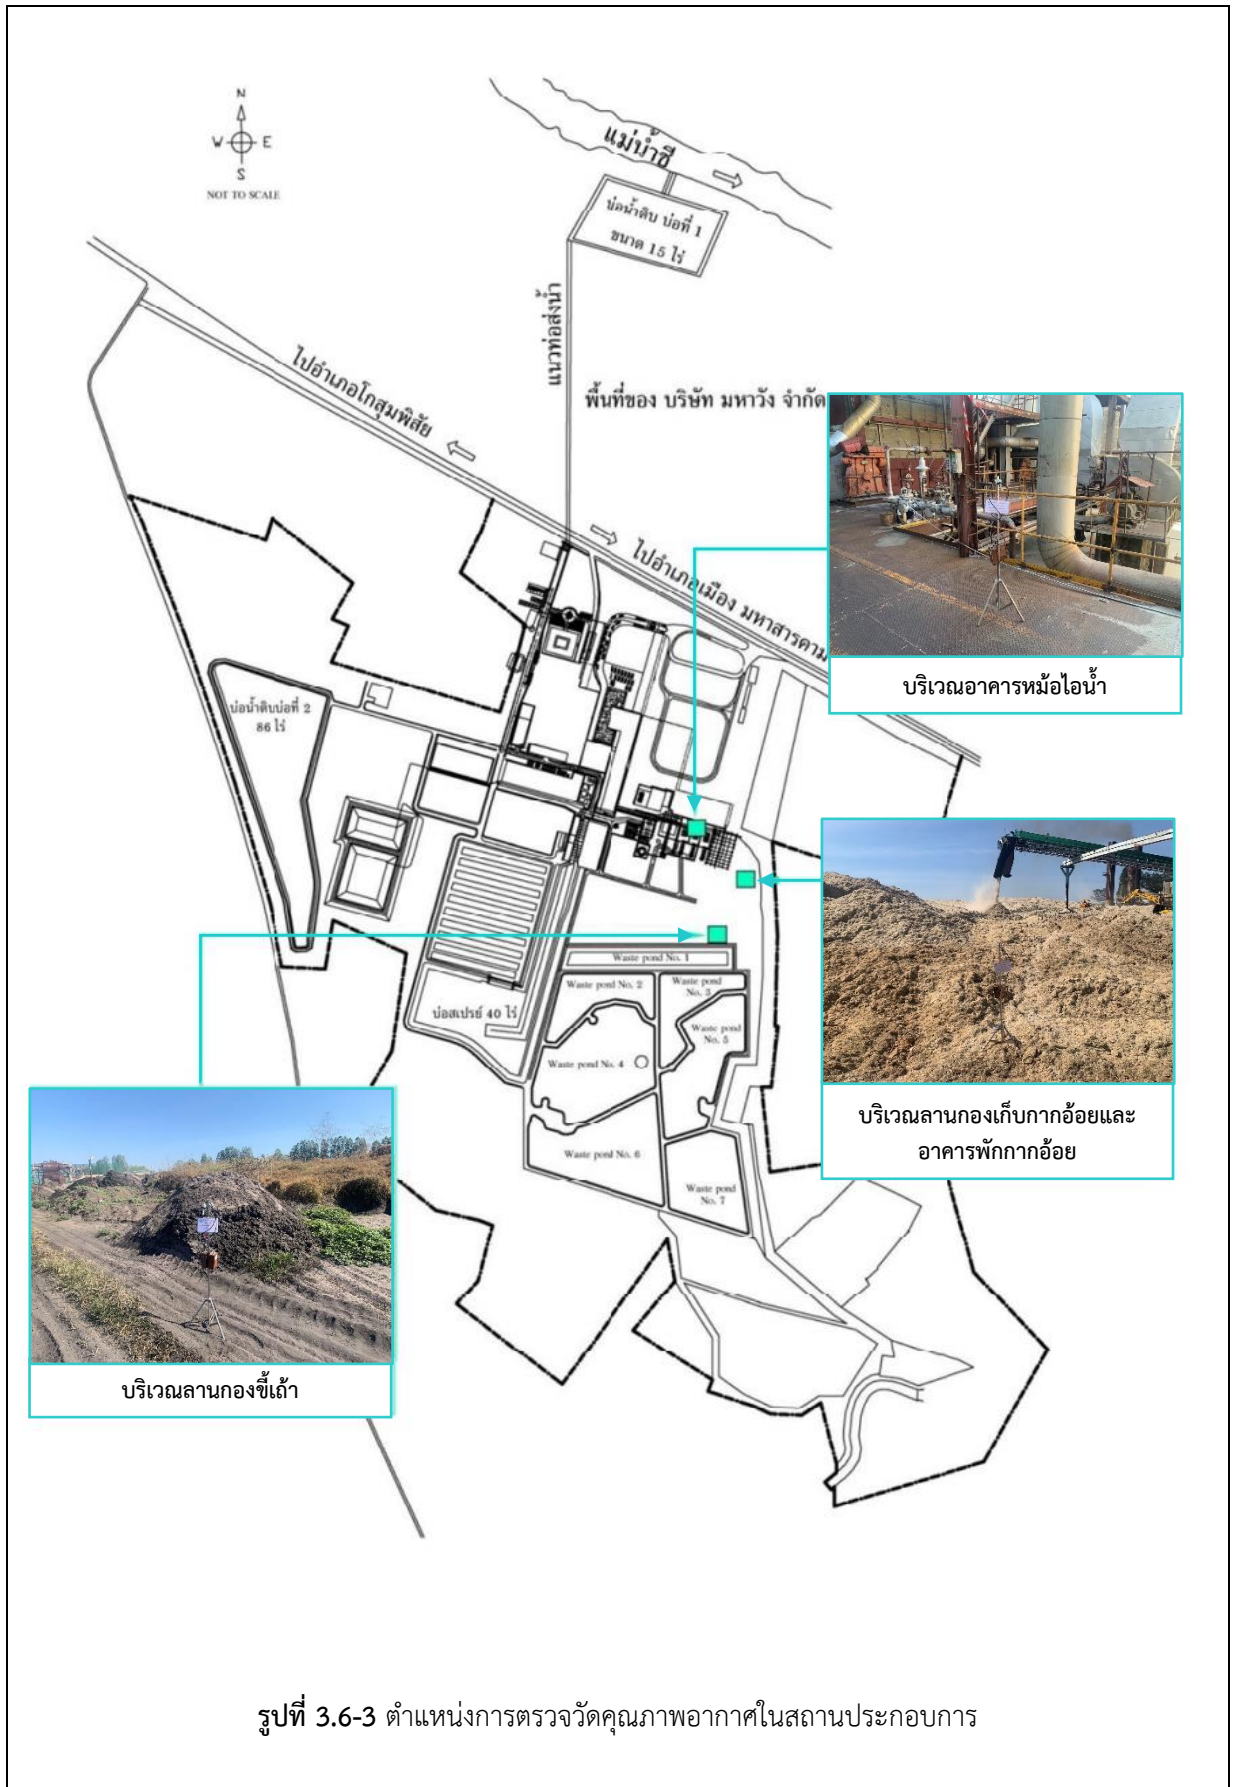 N
W E
S
NOT TO SCALE
แม่น้ำชี
บ่อน้ำดิบ บ่อที่ 1
ขนาด 15 ไร่
แนวท่อส่งน้ำ
ไปอำเภอโกสุมพิสัย
พื้นที่ของ บริษัท มหาวัง จำกัด
ไปอำเภอเมือง มหาสารคาม
บริเวณอาคารหม้อไอน้ำ
บ่อน้ำดิบบ่อที่ 2
86 ไร่
Waste pond No. 1
Waste pond No. 2
Waste pond
No. 3
บ่อสเปรย์ 40 ไร่
Waste pond
No. 5
Waste pond No. 4
บริเวณลานกองเก็บกากอ้อยและ
อาคารพักกากอ้อย
Waste pond No. 6
Waste pond
No. 7
บริเวณลานกองขี้เถ้า
รูปที่ 3.6-3 ตำแหน่งการตรวจวัดคุณภาพอากาศในสถานประกอบการ